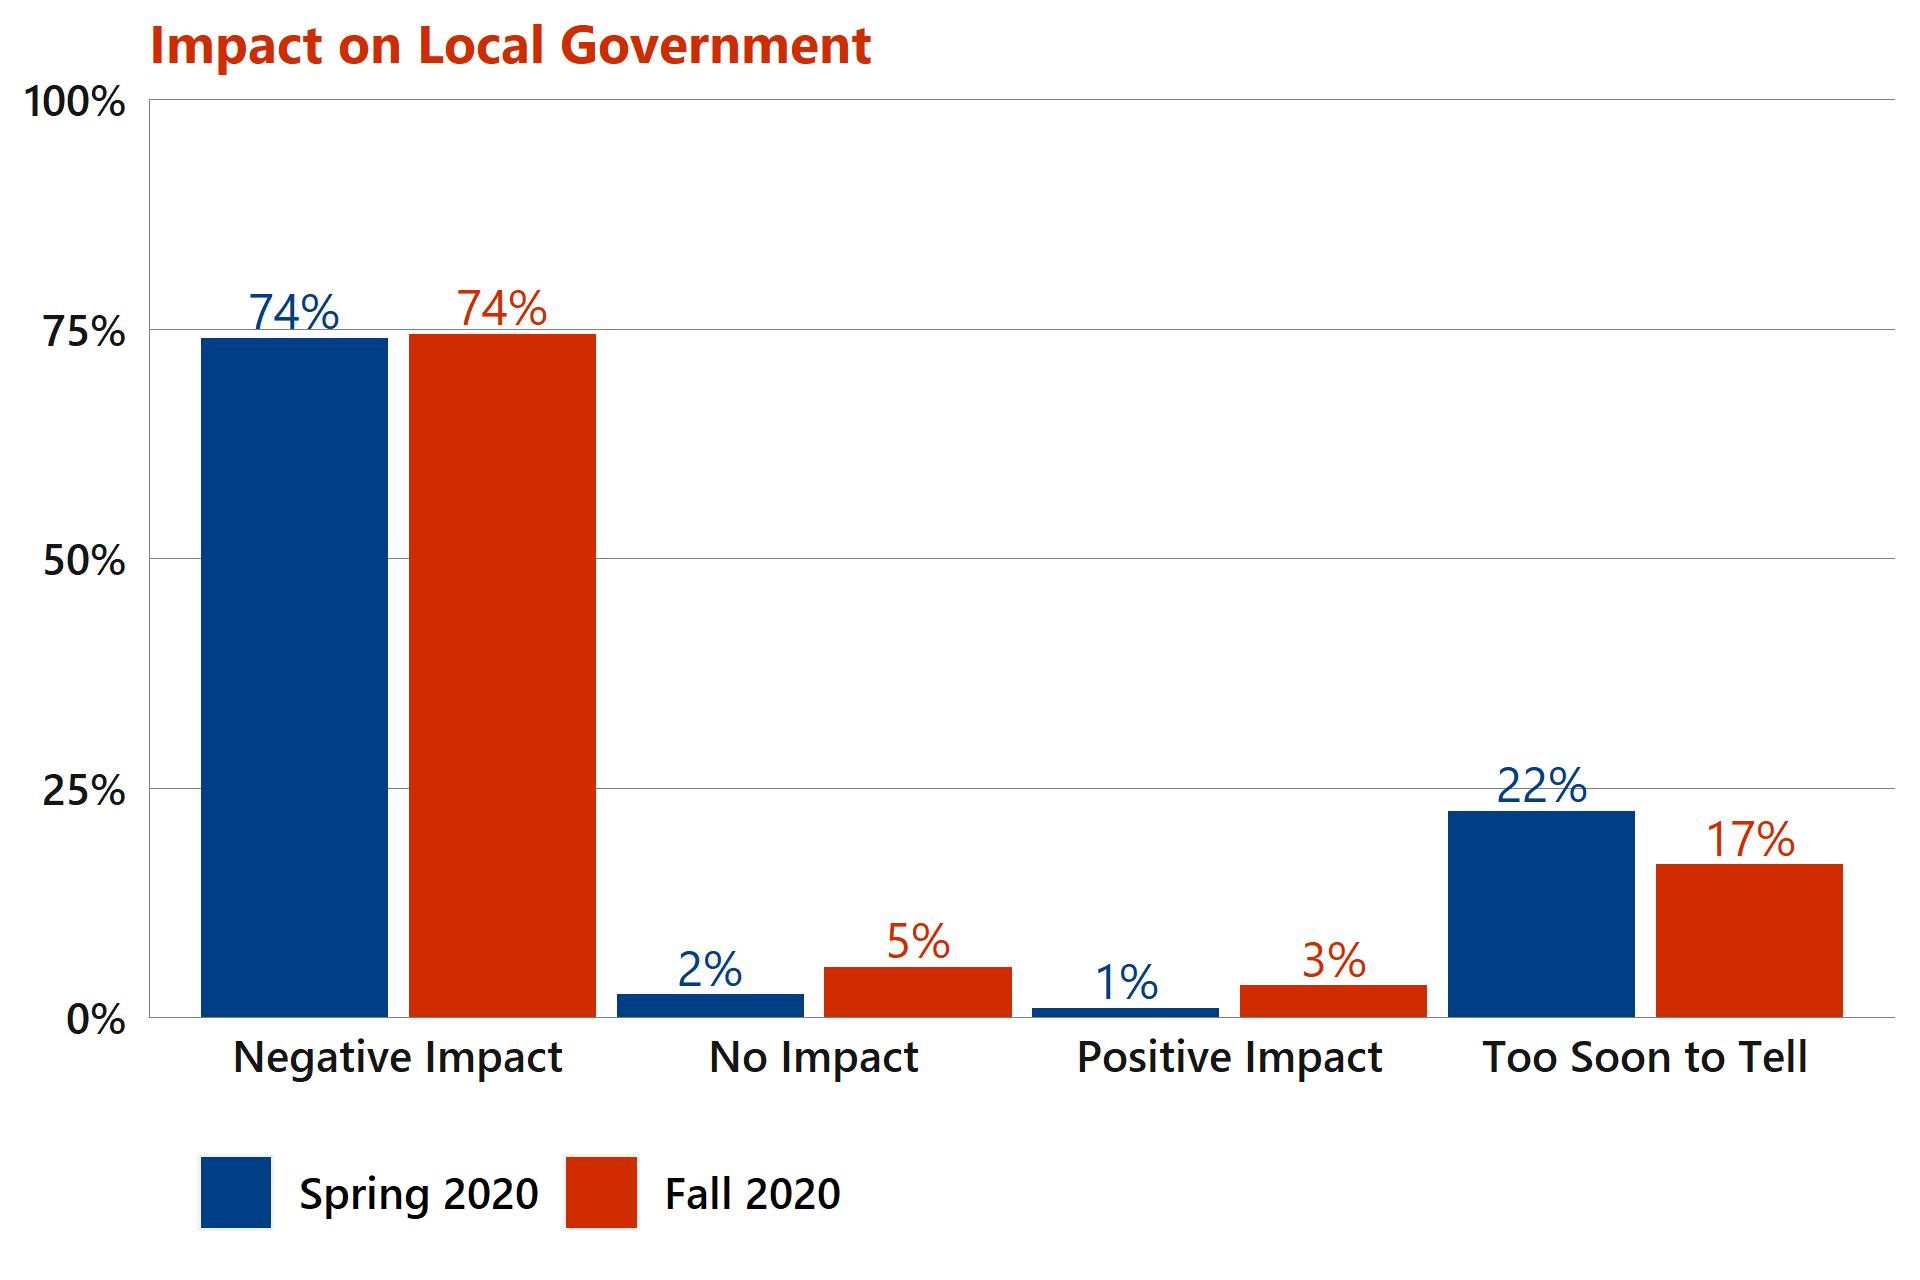 Impact on Local Government
100%
75%
50%
25%
0%
74%
74%
2%
5%
1%
3%
22%
17%
Negative Impact
No Impact
Positive Impact
Too Soon to Tell
Spring 2020
Fall 2020